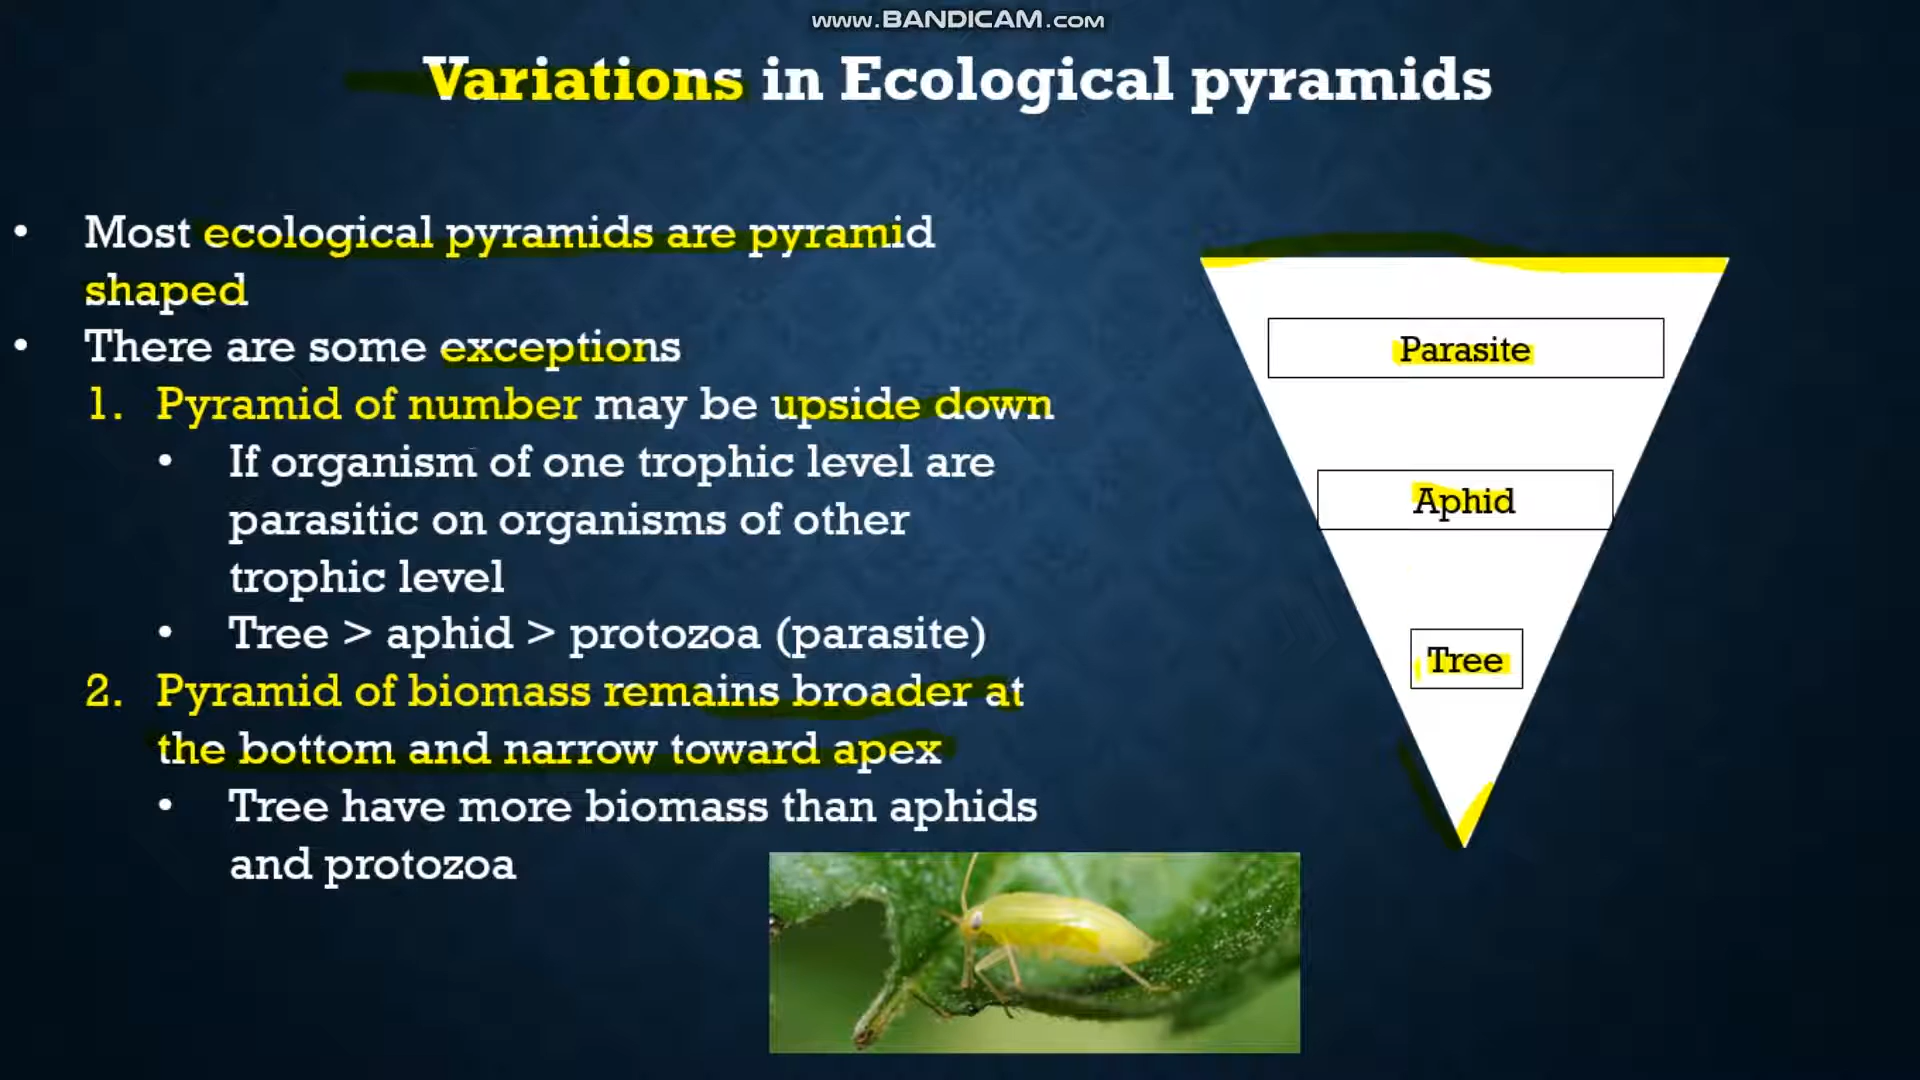 www.BANDICAM.com
Variations in Ecological pyramids
• Most ecological pyramids are pyramid
shaped
• There are some exceptions
1. Pyramid of number may be upside down
• If organism of one trophic level are
parasitic on organisms of other
trophic level
• Tree > aphid > protozoa (parasite)
2. Pyramid of biomass remains broader at
the bottom and narrow toward apex
• Tree have more biomass than aphids
and protozoa
Parasite
Aphid
Tree